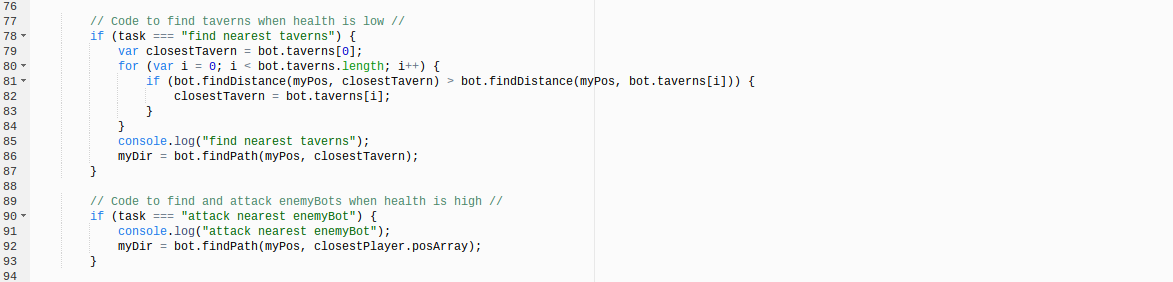 76
77 // Code to find taverns when health is low //
78 if (task === "find nearest taverns") {
79 var closestTavern = bot.taverns[0];
80 for (var i = 0; i < bot.taverns.length; i++) {
81 if (bot.findDistance(myPos, closestTavern) > bot.findDistance(myPos, bot.taverns[i])) {
82 closestTavern = bot.taverns[i];
83 }
84 }
85 console.log("find nearest taverns");
86 myDir = bot.findPath(myPos, closestTavern);
87 }
88
89 // Code to find and attack enemyBots when health is high //
90 if (task === "attack nearest enemyBot") {
91 console.log("attack nearest enemyBot");
92 myDir = bot.findPath(myPos, closestPlayer.posArray);
93 }
94